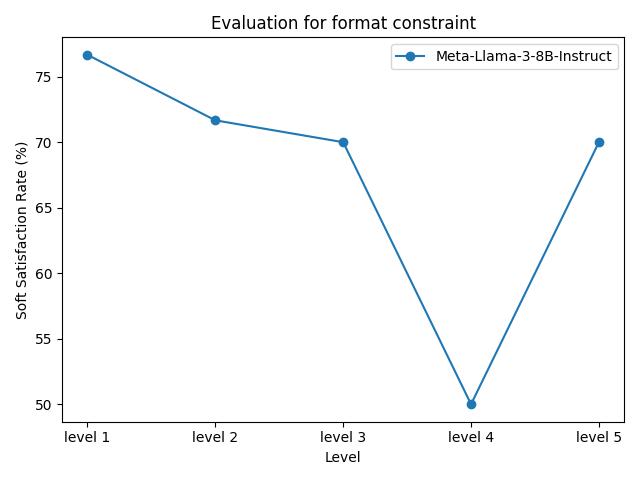 Evaluation for format constraint
Meta-Llama-3-8B-Instruct
Soft Satisfaction Rate (%)
75
70
65
60
55
50
level 1 level 2 level 3 level 4 level 5
Level